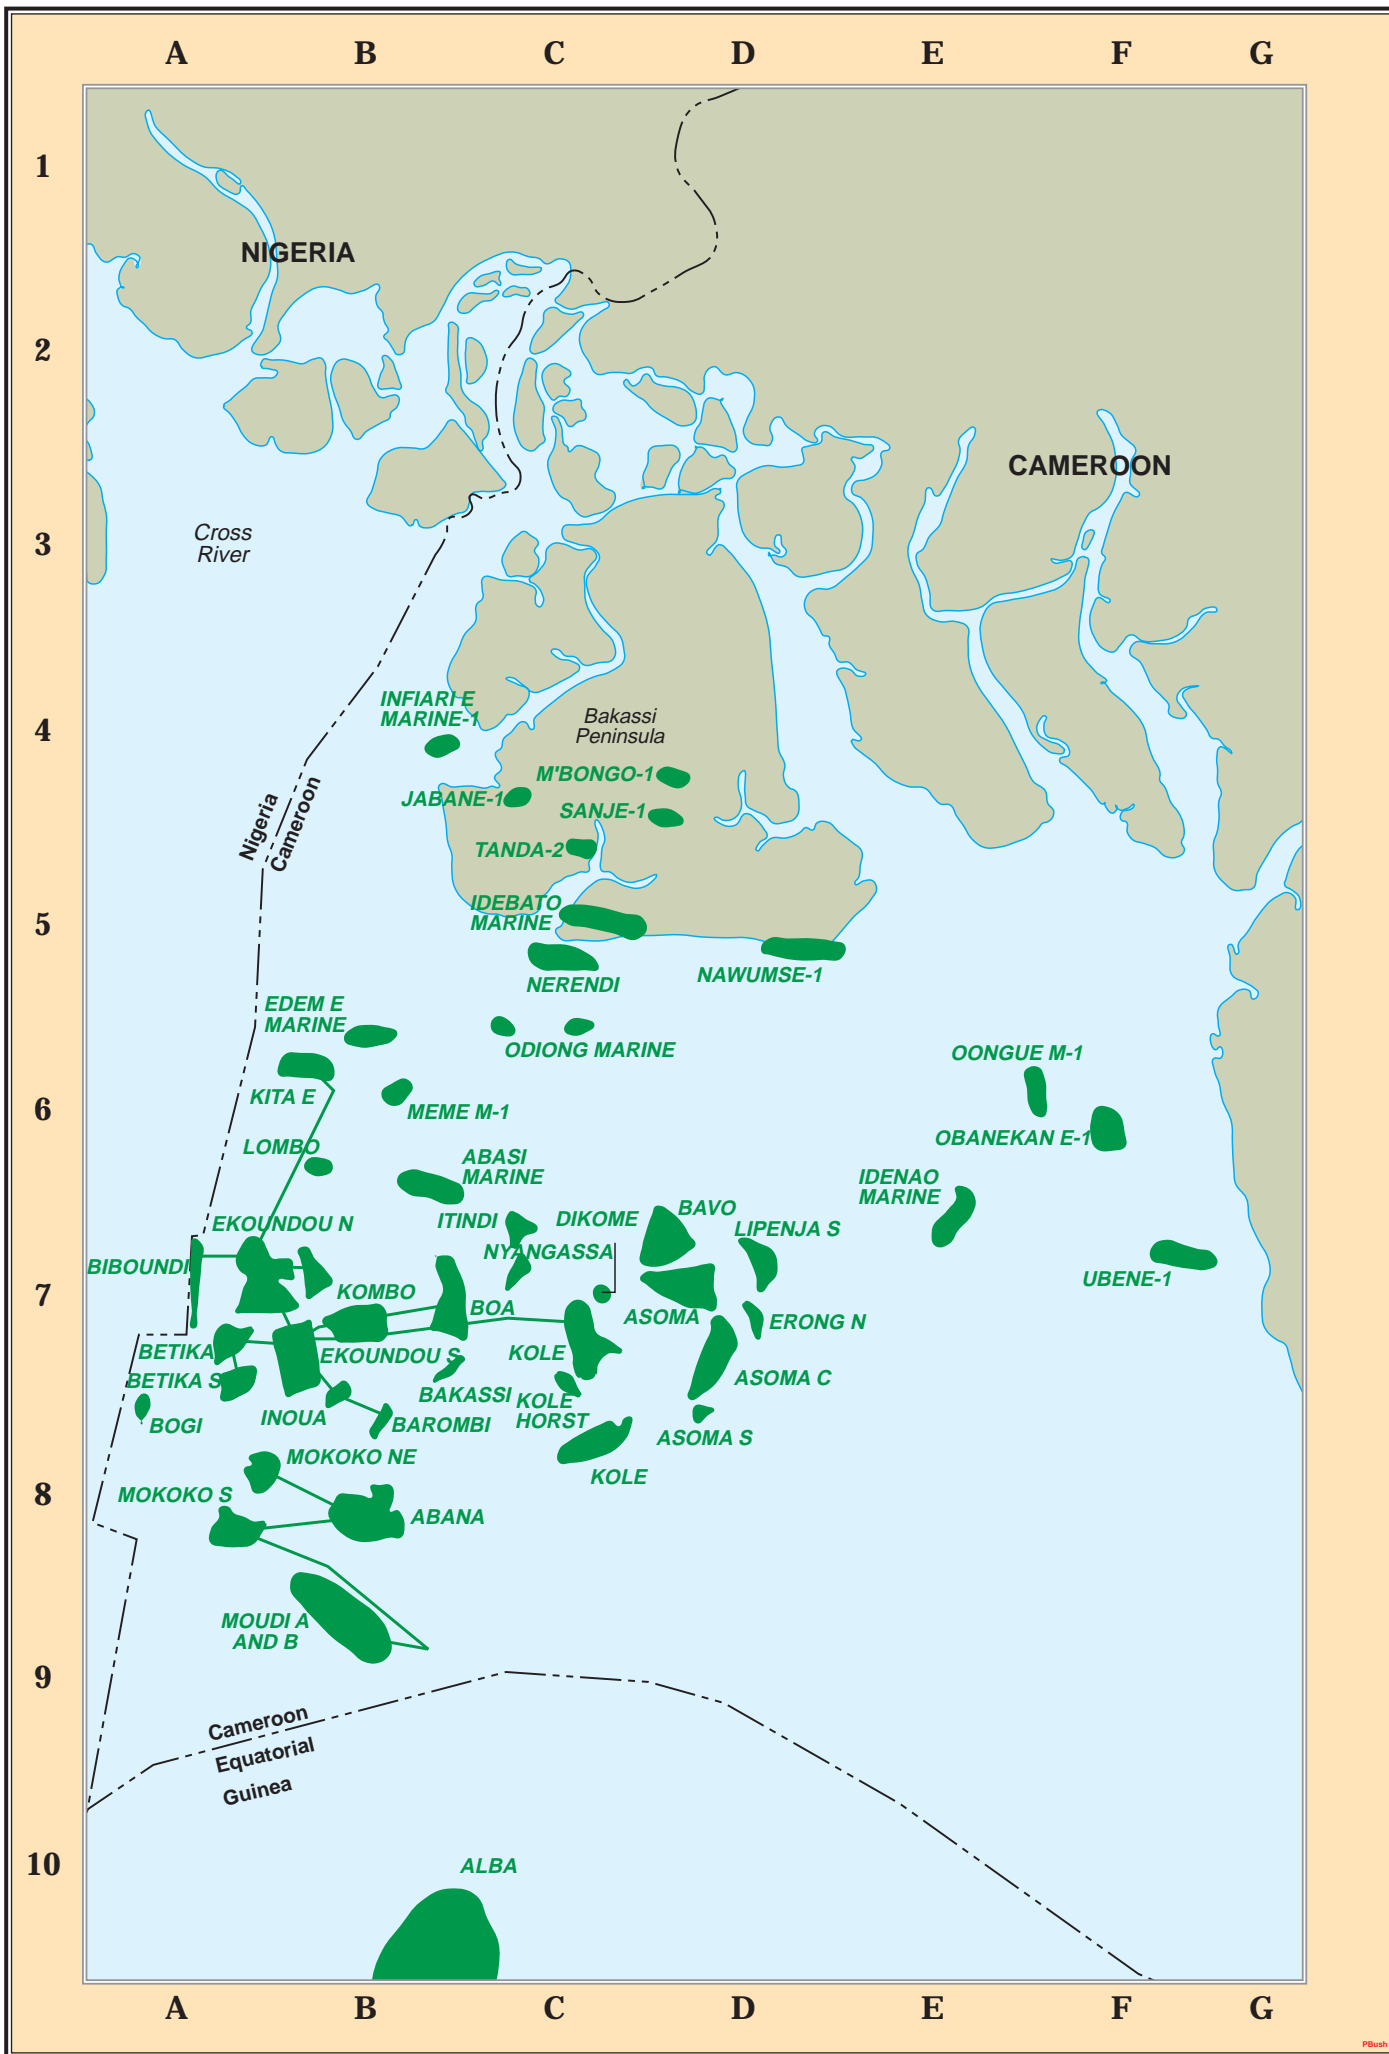 A B C D E F G
1
NIGERIA
2
CAMEROON
Cross
River
3
INFIARI E
MARINE-1
4
Bakassi
Peninsula
M'BONGO-1
JABANE-1
SANJE-1
Nigeria
Cameroon
TANDA-2
IDEBATO
MARINE
5
NAWUMSE-1
NERENDI
EDEM E
MARINE
ODIONG MARINE
OONGUE M-1
KITA E
6
MEME M-1
OBANEKAN E-1
LOMBO
ABASI
MARINE
IDENAO
MARINE
EKOUNDOU N
ITINDI
DIKOME
BAVO
LIPENJA S
NYANGASSA
BIBOUNDI
UBENE-1
7
KOMBO
BOA
ASOMA
ERONG N
BETIKA
EKOUNDOU S
KOLE
BETIKA S
BAKASSI
KOLE
HORST
ASOMA C
BOGI
INOUA
BAROMBI
ASOMA S
MOKOKO NE
KOLE
8
MOKOKO S
ABANA
MOUDI A
AND B
9
Cameroon
Equatorial
Guinea
10
ALBA
A B C D E F G
PBush